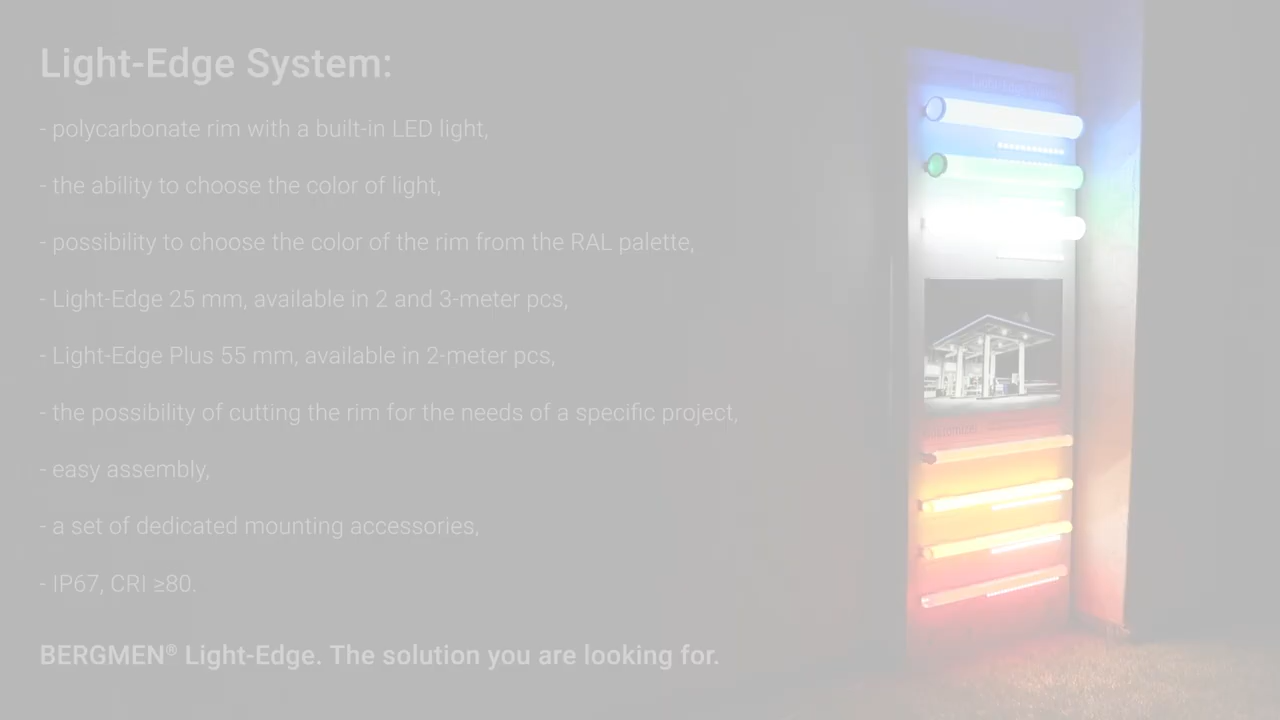 Light-Edge System:
- polycarbonate rim with a built-in LED light,
- the ability to choose the color of light,
- possibility to choose the color of the rim from the RAL palette,
- Light-Edge 25 mm, available in 2 and 3-meter pcs,
- Light-Edge Plus 55 mm, available in 2-meter pcs,
- the possibility of cutting the rim for the needs of a specific project,
- easy assembly,
- a set of dedicated mounting accessories,
- IP67, CRI ≥80.
BERGMEN® Light-Edge. The solution you are looking for.